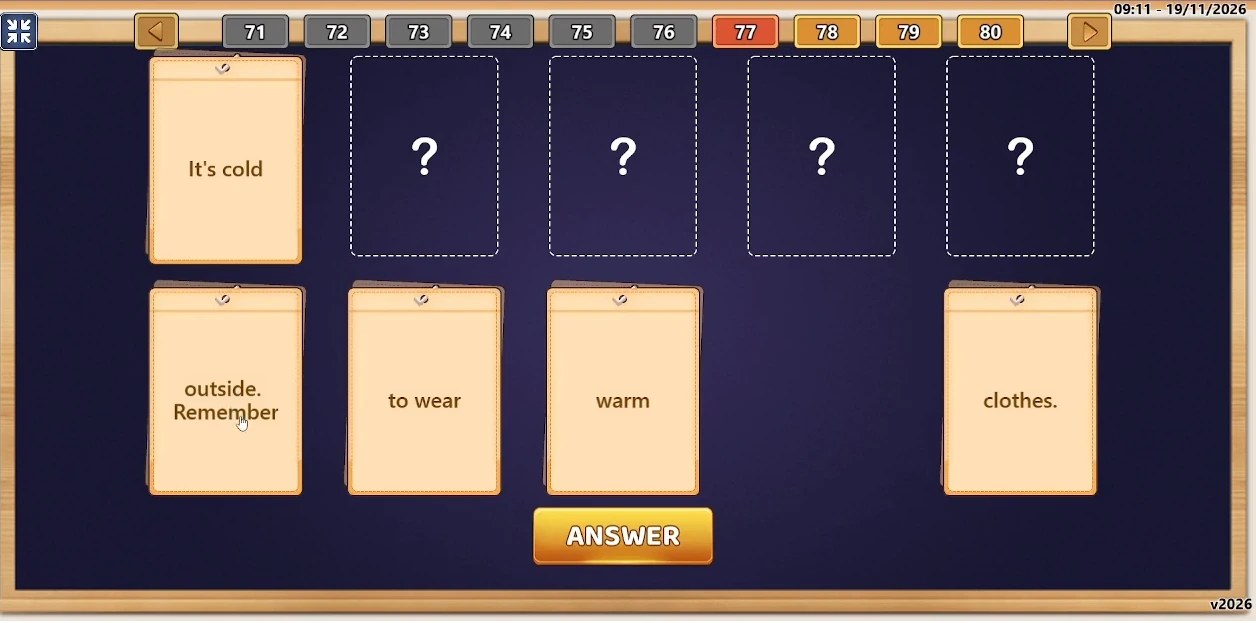 09:11 - 19/11/2026
71 72 73 74 75 76 77 78 79 80
It's cold ? ? ? ?
outside.
Remember
to wear
warm
clothes.
ANSWER
v2026